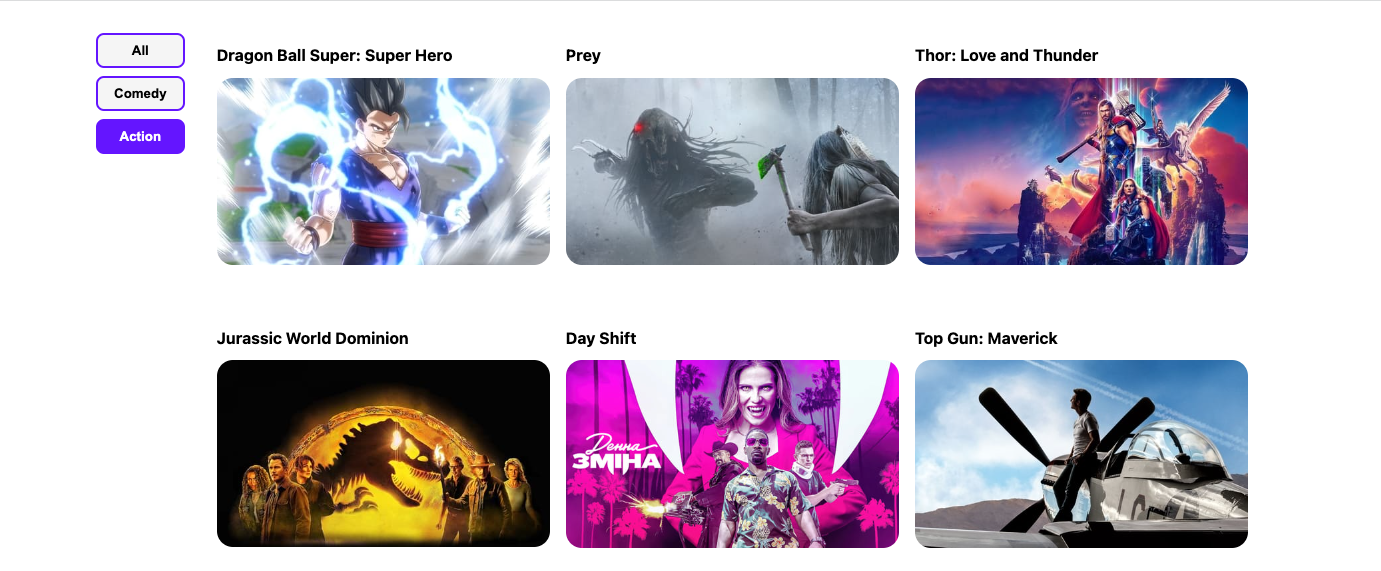 All
Comedy
Action
Dragon Ball Super: Super Hero
Prey
Thor: Love and Thunder
Jurassic World Dominion
Day Shift
Top Gun: Maverick
Денна
ЗМІНА